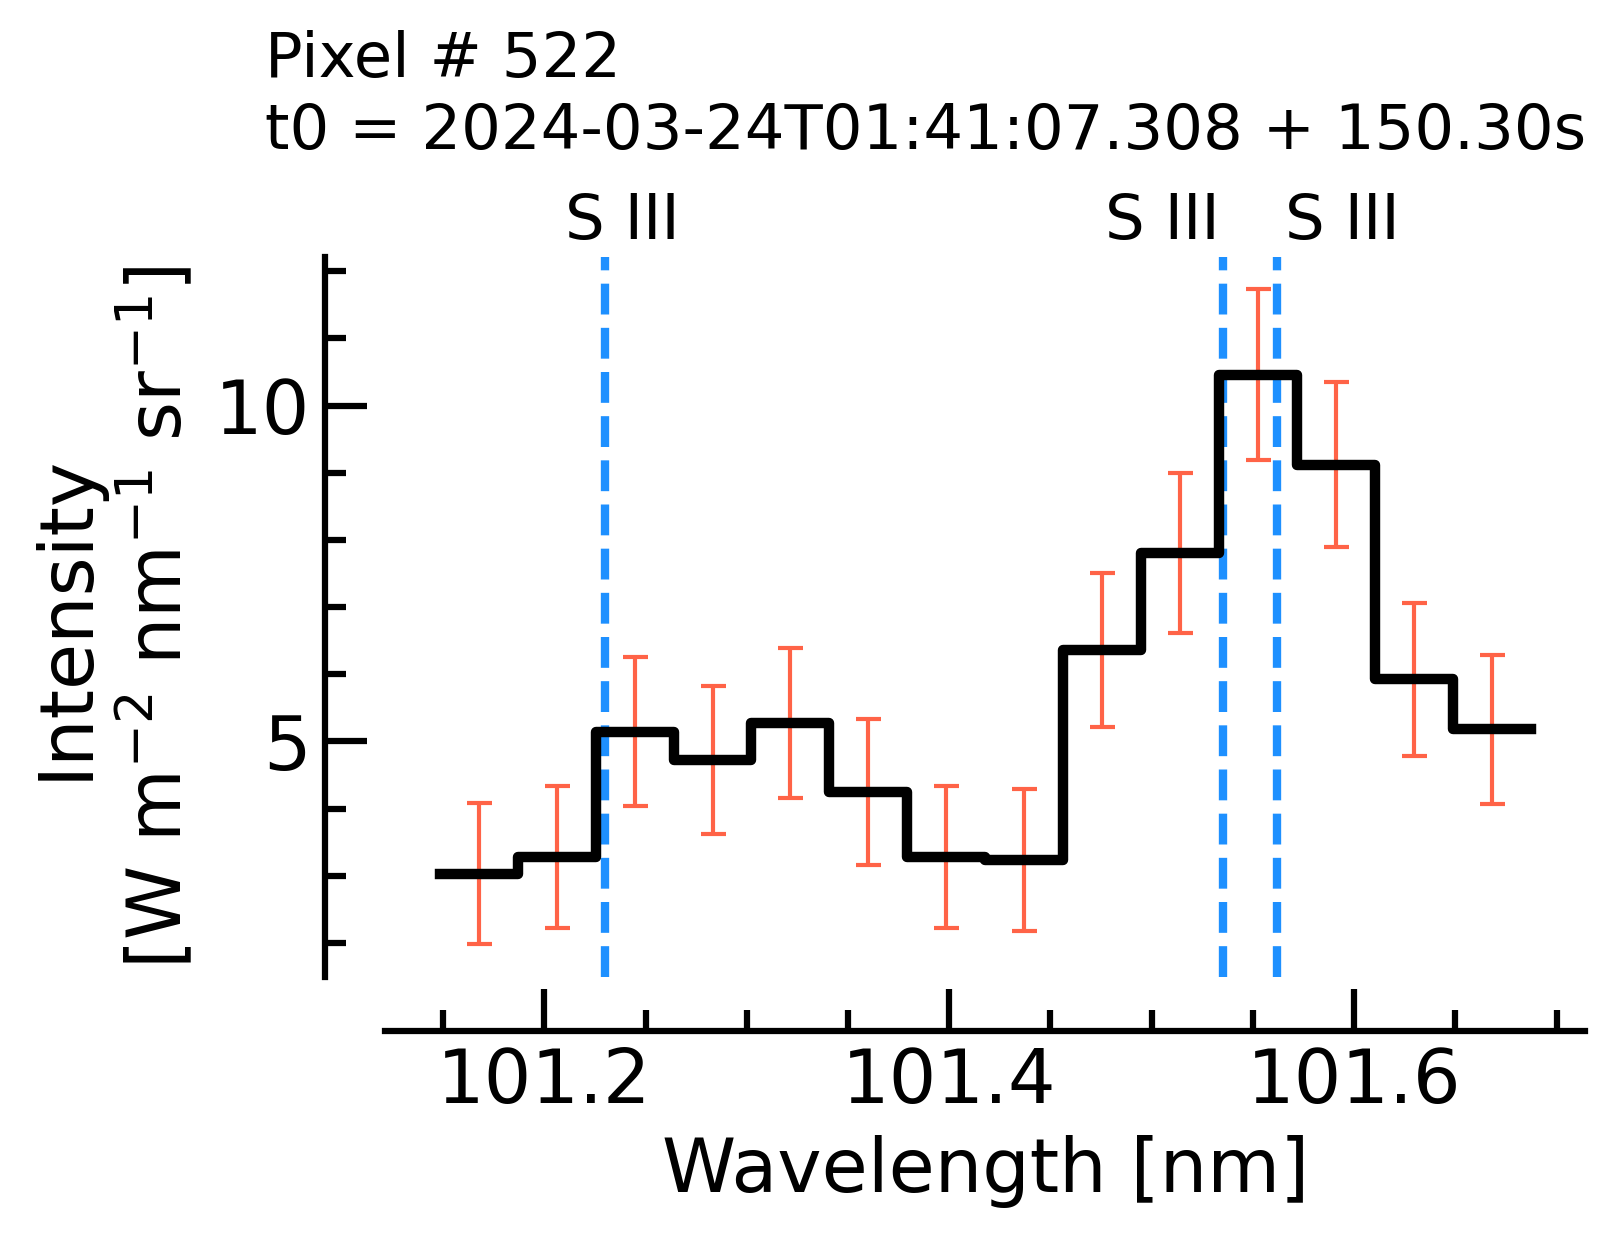 Pixel # 522
t0 = 2024-03-24T01:41:07.308 + 150.30s
S III S III S III
Intensity
[W m⁻² nm⁻¹ sr⁻¹]
10
5
101.2 101.4 101.6
Wavelength [nm]